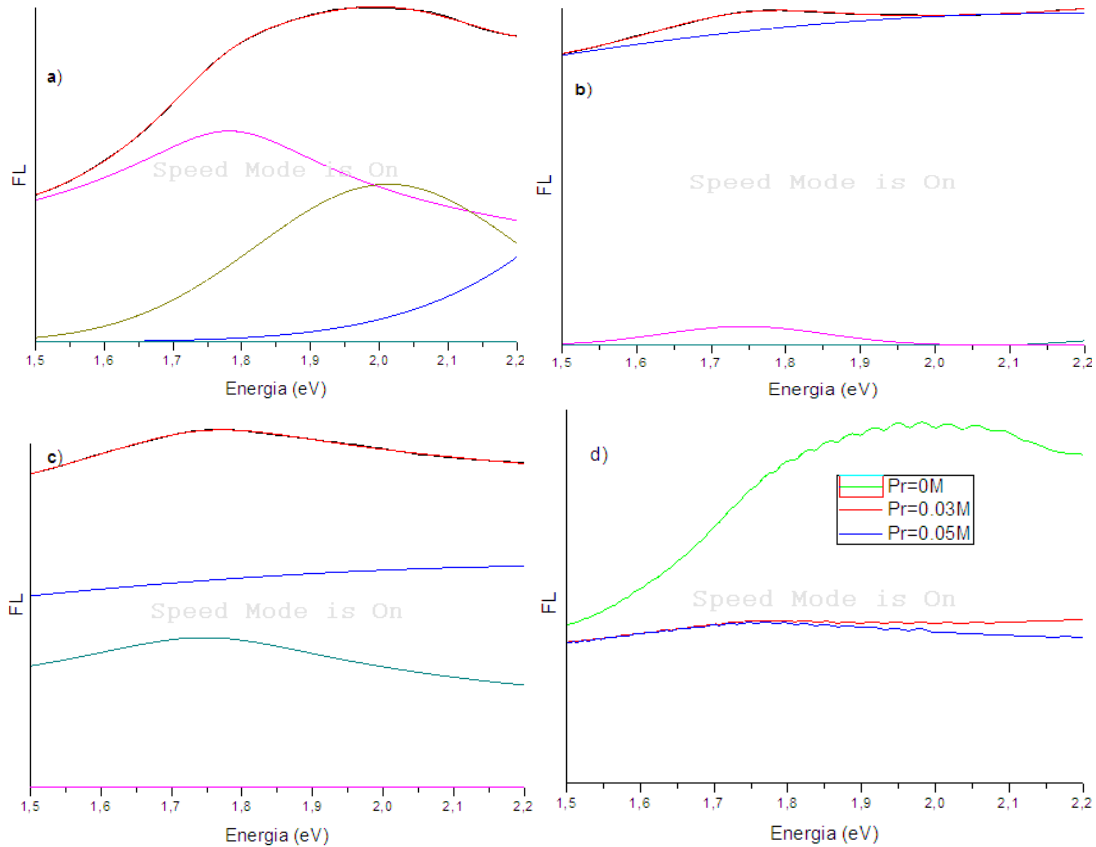 a)
FL
Speed Mode is On
1,5 1,6 1,7 1,8 1,9 2,0 2,1 2,2
Energia (eV)
b)
FL
Speed Mode is On
1,5 1,6 1,7 1,8 1,9 2,0 2,1 2,2
Energia (eV)
c)
FL
Speed Mode is On
1,5 1,6 1,7 1,8 1,9 2,0 2,1 2,2
Energia (eV)
d)
Pr=0M
Pr=0.03M
Pr=0.05M
FL
Speed Mode is On
1,5 1,6 1,7 1,8 1,9 2,0 2,1 2,2
Energia (eV)